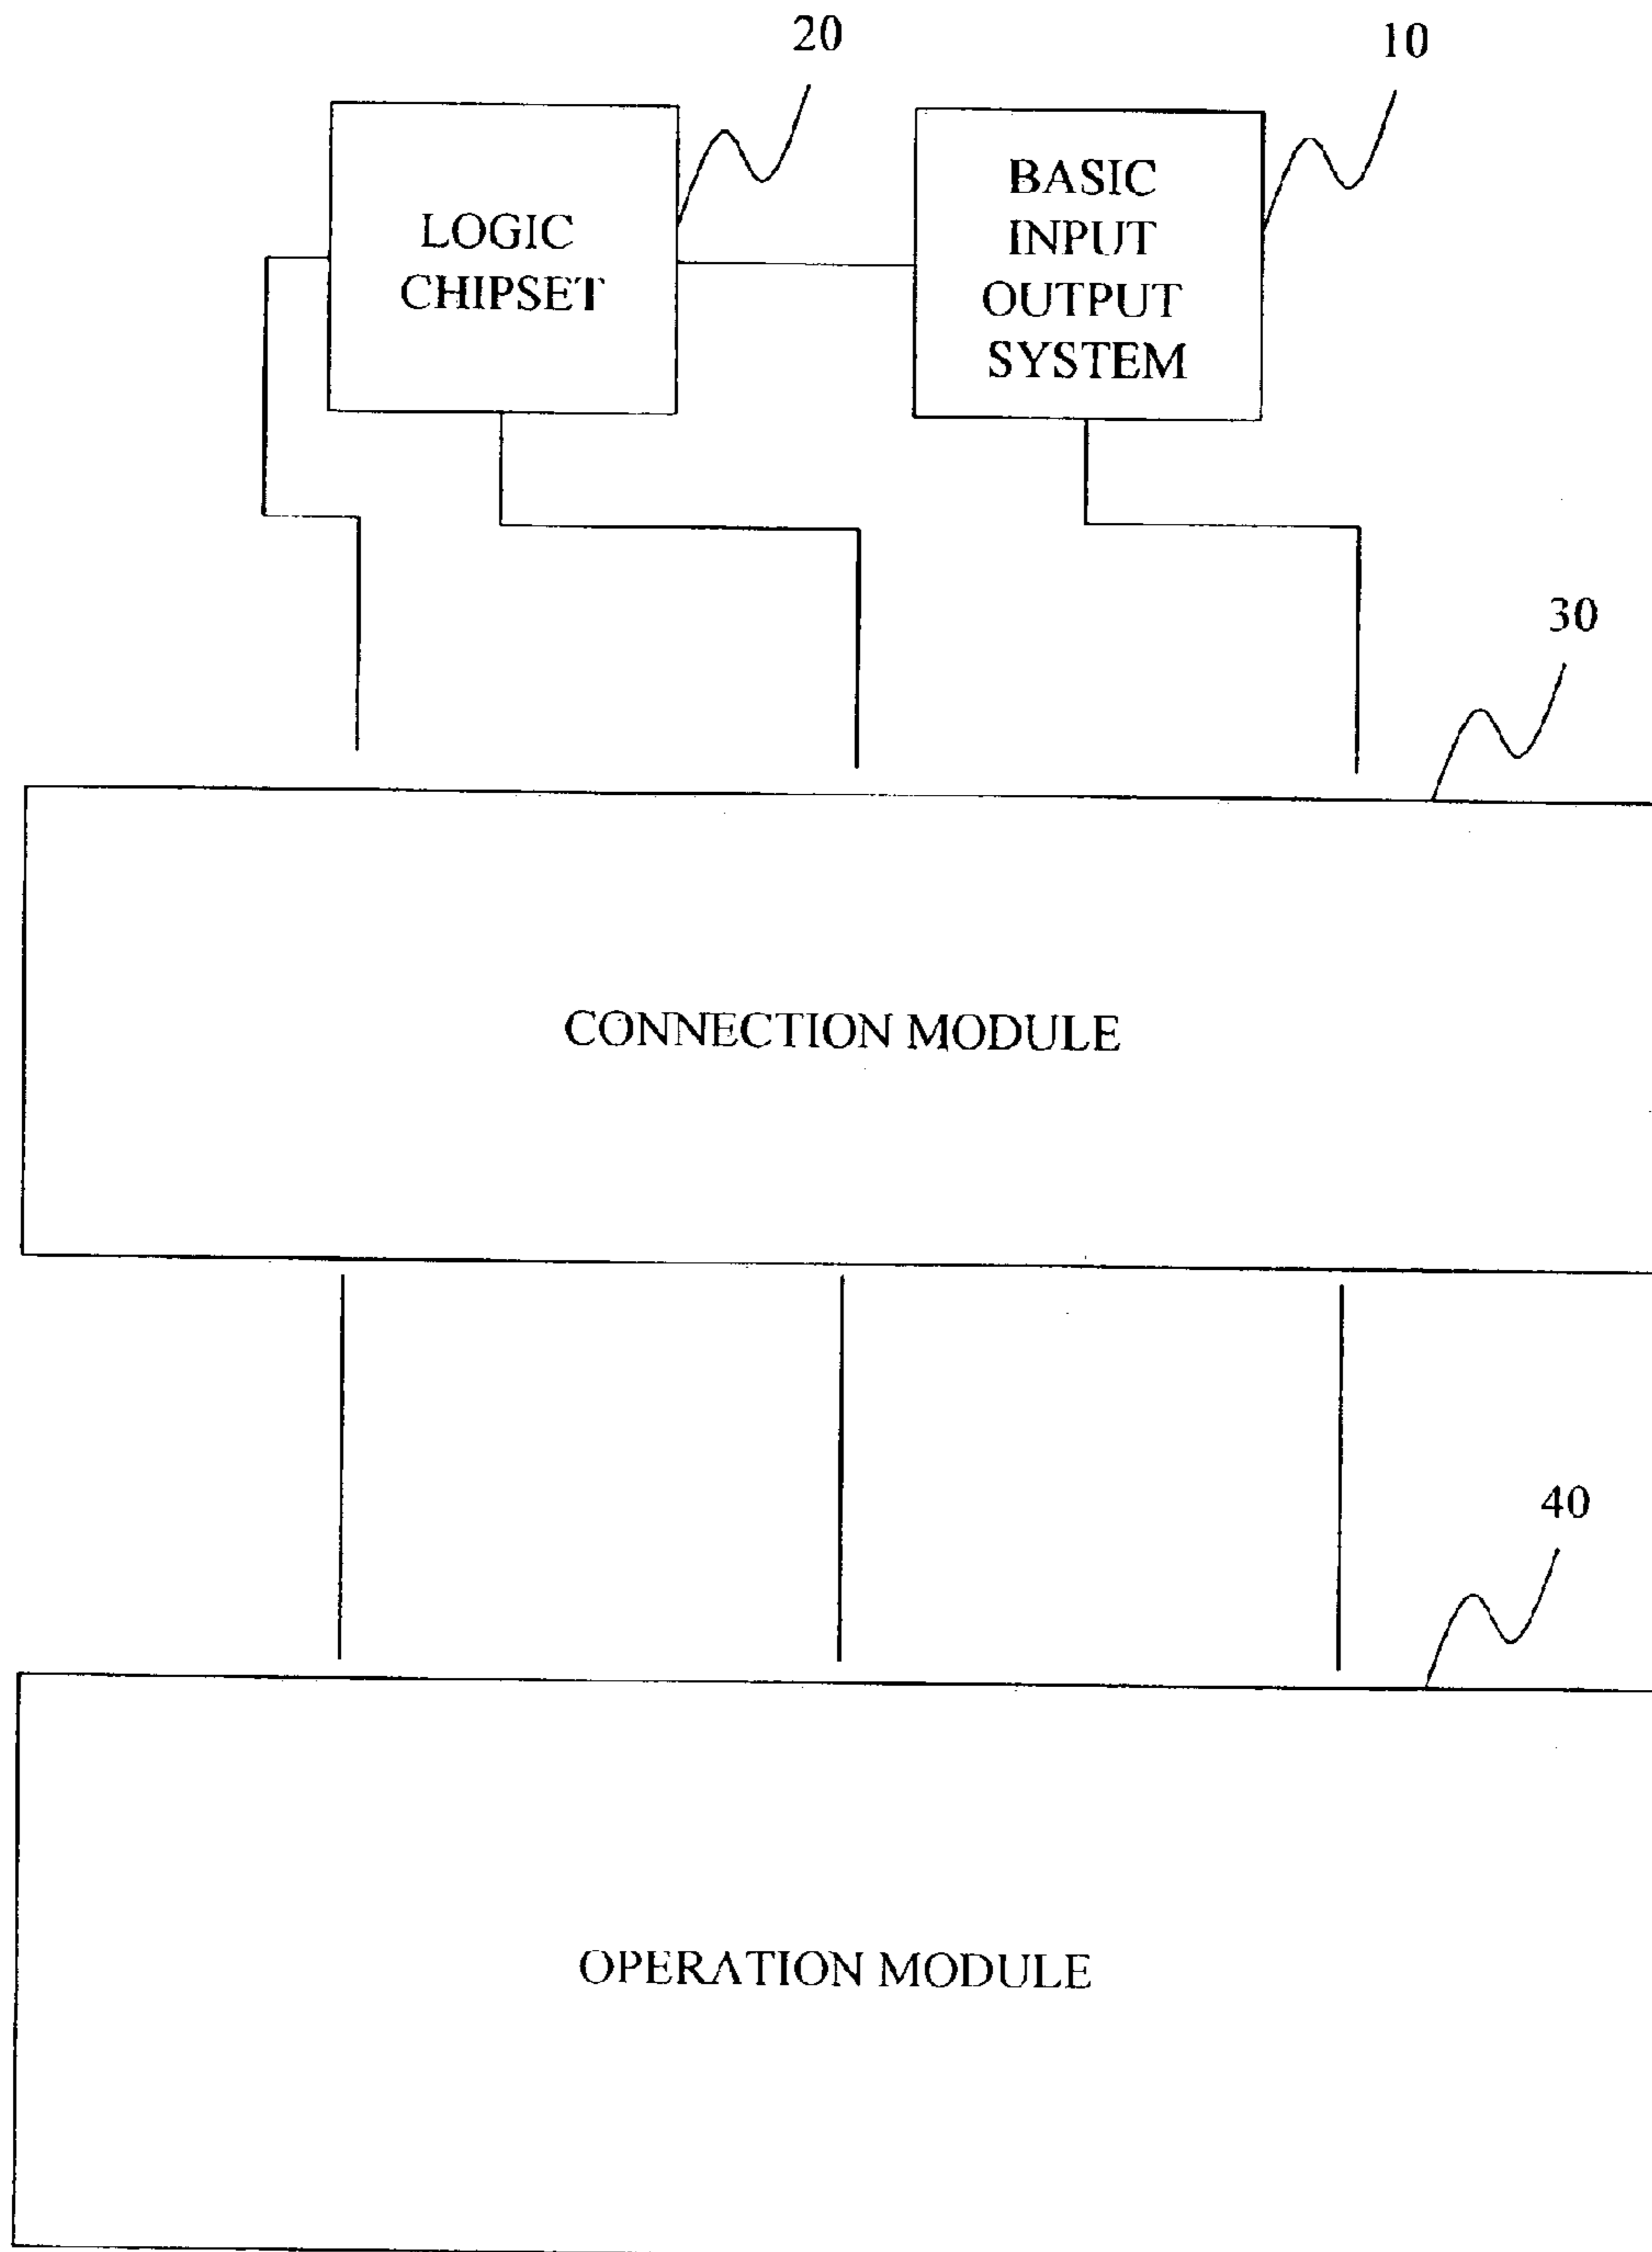 20
10
LOGIC
CHIPSET
BASIC
INPUT
OUTPUT
SYSTEM
30
CONNECTION MODULE
40
OPERATION MODULE